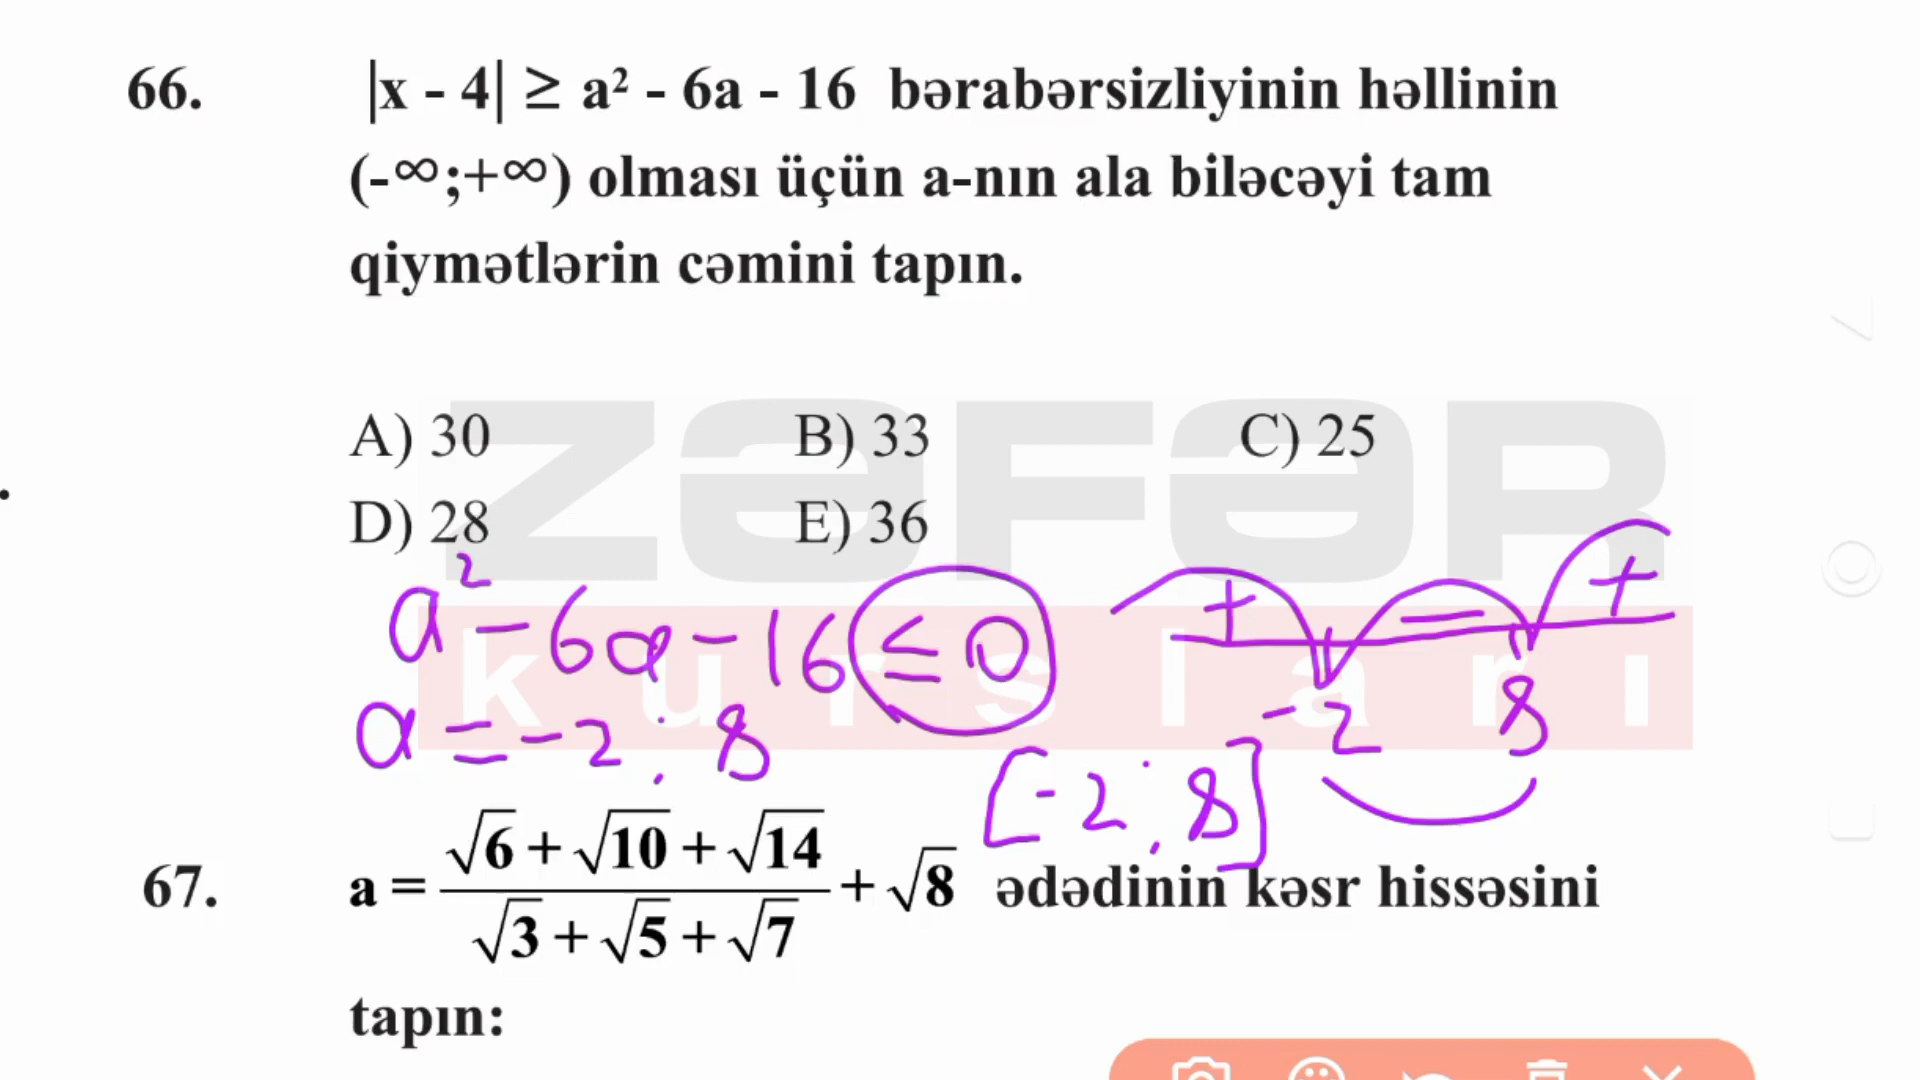 66. |x - 4| ≥ a² - 6a - 16 bərabərsizliyinin həllinin
(-∞;+∞) olması üçün a-nın ala biləcəyi tam
qiymətlərin cəmini tapın.
A) 30 B) 33 C) 25
D) 28 E) 36
ZƏFƏR
kursları
a² - 6a - 16 ≤ 0
+ - +
-2 8
a = -2; 8
[-2; 8]
67. a = (√6 + √10 + √14)/(√3 + √5 + √7) + √8 ədədinin kəsr hissəsini
tapın: